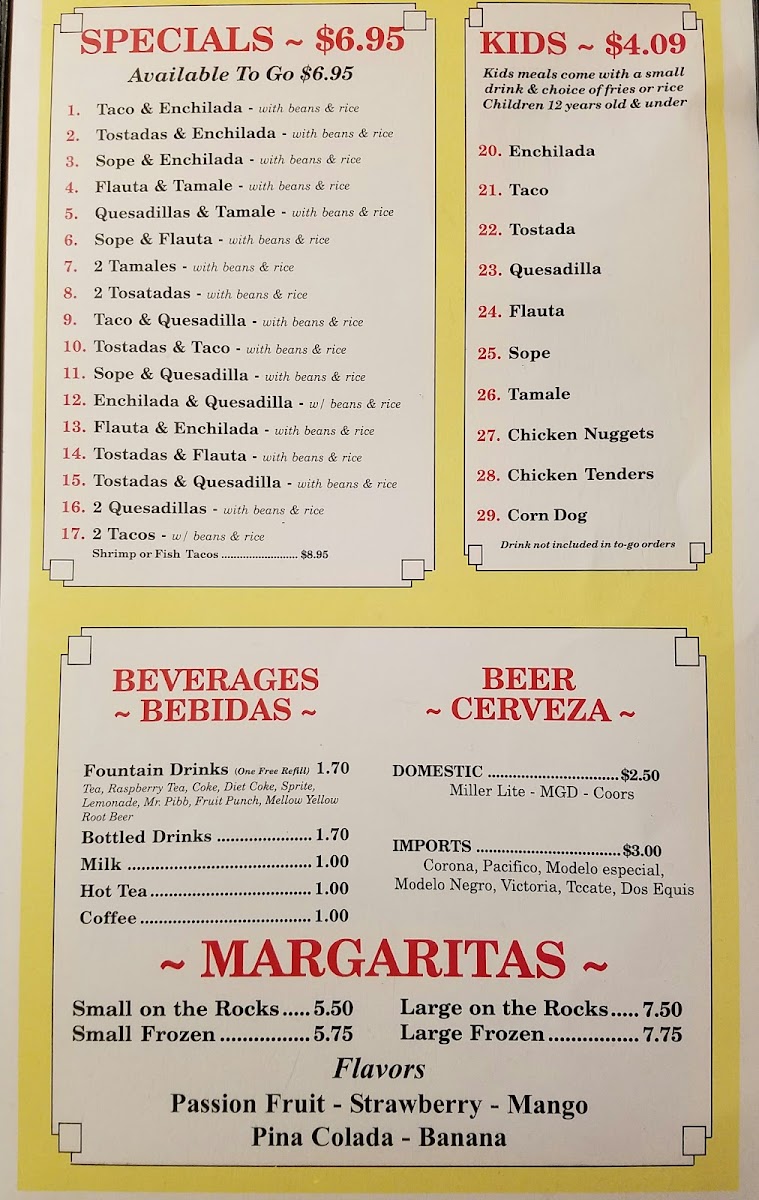 SPECIALS ~ $6.95
Available To Go $6.95
1. Taco & Enchilada - with beans & rice
2. Tostadas & Enchilada - with beans & rice
3. Sope & Enchilada - with beans & rice
4. Flauta & Tamale - with beans & rice
5. Quesadillas & Tamale - with beans & rice
6. Sope & Flauta - with beans & rice
7. 2 Tamales - with beans & rice
8. 2 Tosatadas - with beans & rice
9. Taco & Quesadilla - with beans & rice
10. Tostadas & Taco - with beans & rice
11. Sope & Quesadilla - with beans & rice
12. Enchilada & Quesadilla - w/ beans & rice
13. Flauta & Enchilada - with beans & rice
14. Tostadas & Flauta - with beans & rice
15. Tostadas & Quesadilla - with beans & rice
16. 2 Quesadillas - with beans & rice
17. 2 Tacos - w/ beans & rice
Shrimp or Fish Tacos ......................... $8.95
KIDS ~ $4.09
Kids meals come with a small
drink & choice of fries or rice
Children 12 years old & under
20. Enchilada
21. Taco
22. Tostada
23. Quesadilla
24. Flauta
25. Sope
26. Tamale
27. Chicken Nuggets
28. Chicken Tenders
29. Corn Dog
Drink not included in to-go orders
BEVERAGES
~ BEBIDAS ~
Fountain Drinks (One Free Refill) 1.70
Tea, Raspberry Tea, Coke, Diet Coke, Sprite,
Lemonade, Mr. Pibb, Fruit Punch, Mellow Yellow
Root Beer
Bottled Drinks ..................... 1.70
Milk ..................................... 1.00
Hot Tea ................................ 1.00
Coffee .................................. 1.00
BEER
~ CERVEZA ~
DOMESTIC ................................ $2.50
Miller Lite - MGD - Coors
IMPORTS ................................... $3.00
Corona, Pacifico, Modelo especial,
Modelo Negro, Victoria, Tccate, Dos Equis
~ MARGARITAS ~
Small on the Rocks ..... 5.50
Small Frozen ................ 5.75
Large on the Rocks ..... 7.50
Large Frozen ................ 7.75
Flavors
Passion Fruit - Strawberry - Mango
Pina Colada - Banana